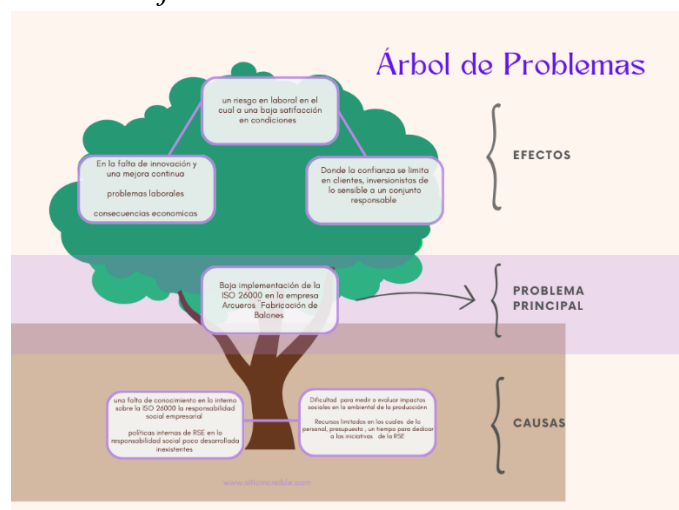 Árbol de Problemas
un riesgo en laboral en el
cual a una baja satifacción
en condiciones
EFECTOS
En la falta de innovación y
una mejora continua
problemas laborales
consecuencias economicas
Donde la confianza se limita
en clientes, inversionistas de
lo sensible a un conjunto
responsable
Baja implementación de la
ISO 26000 en la empresa
Arcueros ¨Fabricación de
Balones
PROBLEMA
PRINCIPAL
una falta de conocimiento en lo interno
sobre la ISO 26000 la responsabilidad
social empresarial
políticas internas de RSE en lo
responsabilidad social poco desarrollada
inexistentes
Dificultad para medir o evaluar impactos
sociales en la ambiental de la producciónn
Recursos limitados en los cuales de lo
personal, presupuesto , un tiempo para dedicar
a las iniciativas de la RSE
CAUSAS